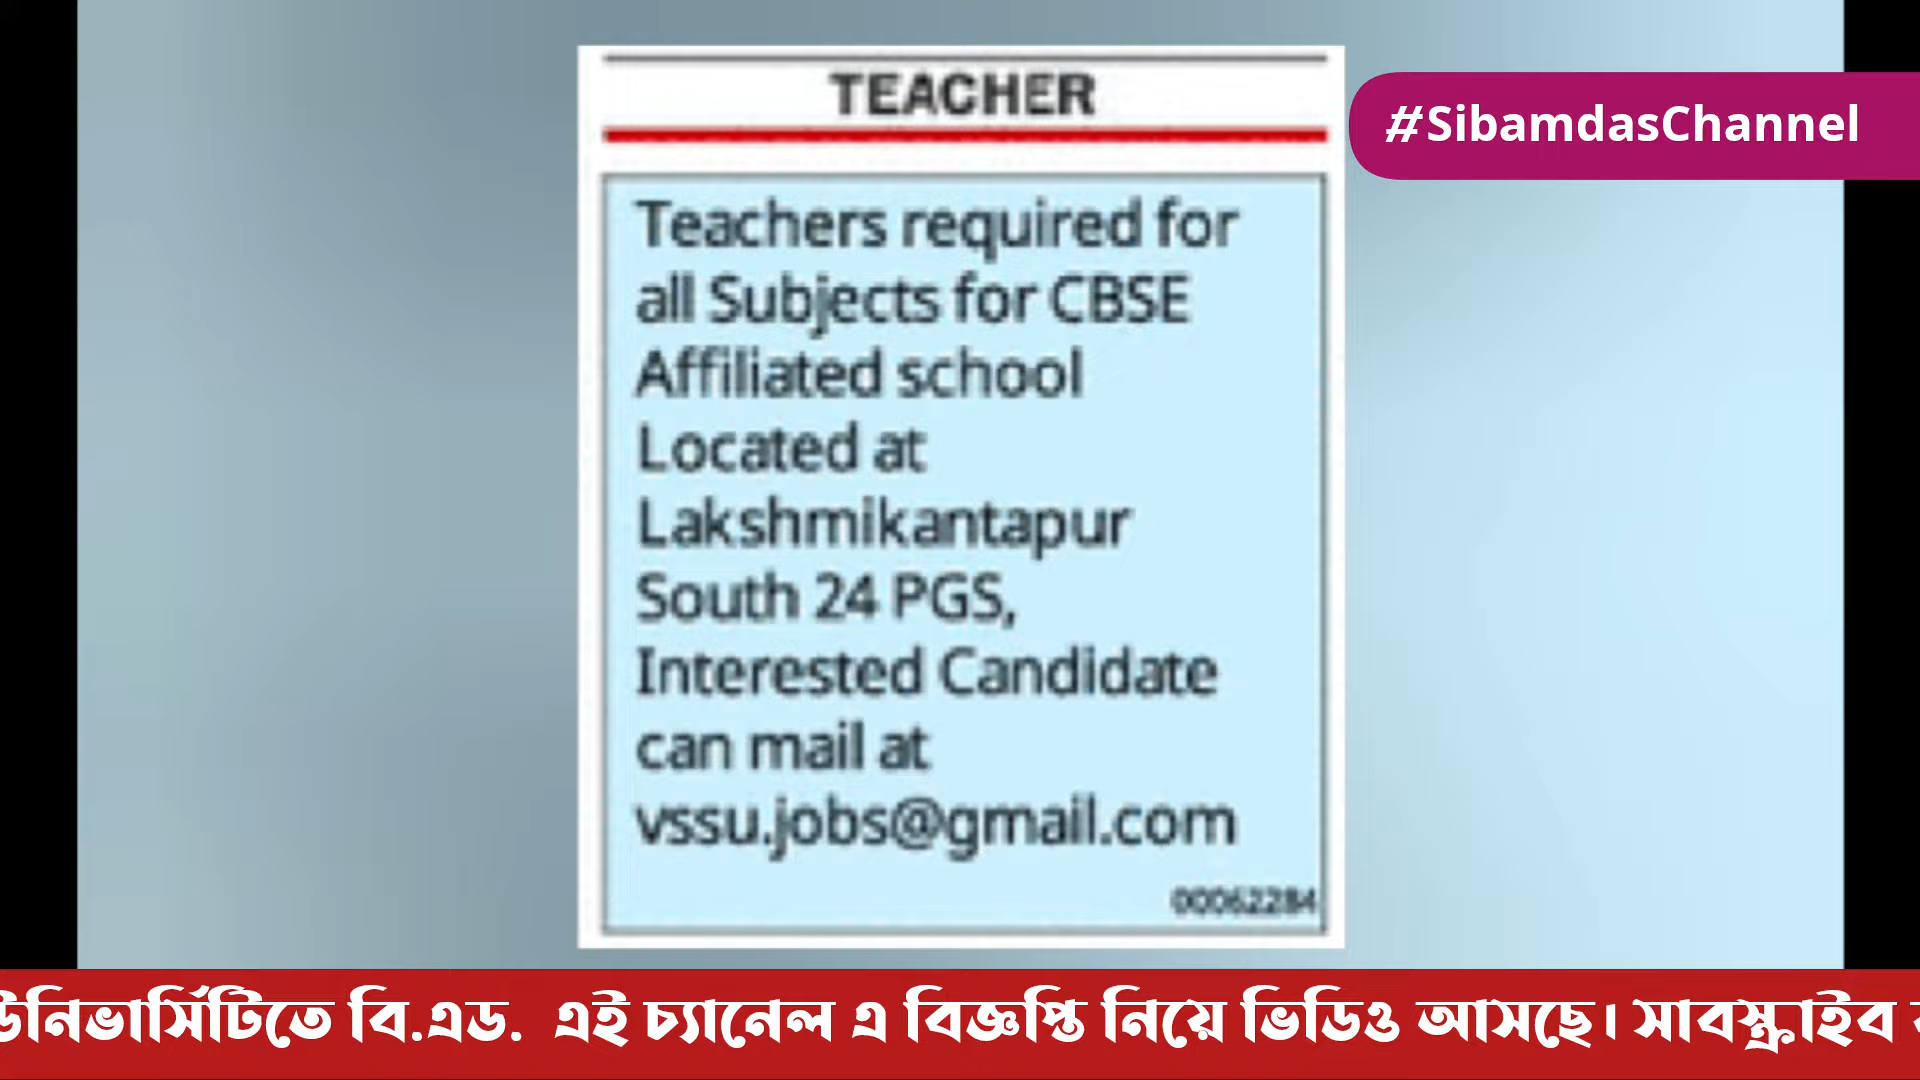 TEACHER
#SibamdasChannel
Teachers required for
all Subjects for CBSE
Affiliated school
Located at
Lakshmikantapur
South 24 PGS,
Interested Candidate
can mail at
vssu.jobs@gmail.com
00062284
উনিভার্সিটিতে বি.এড. এই চ্যানেল এ বিজ্ঞপ্তি নিয়ে ভিডিও আসছে। সাবস্ক্রাইব